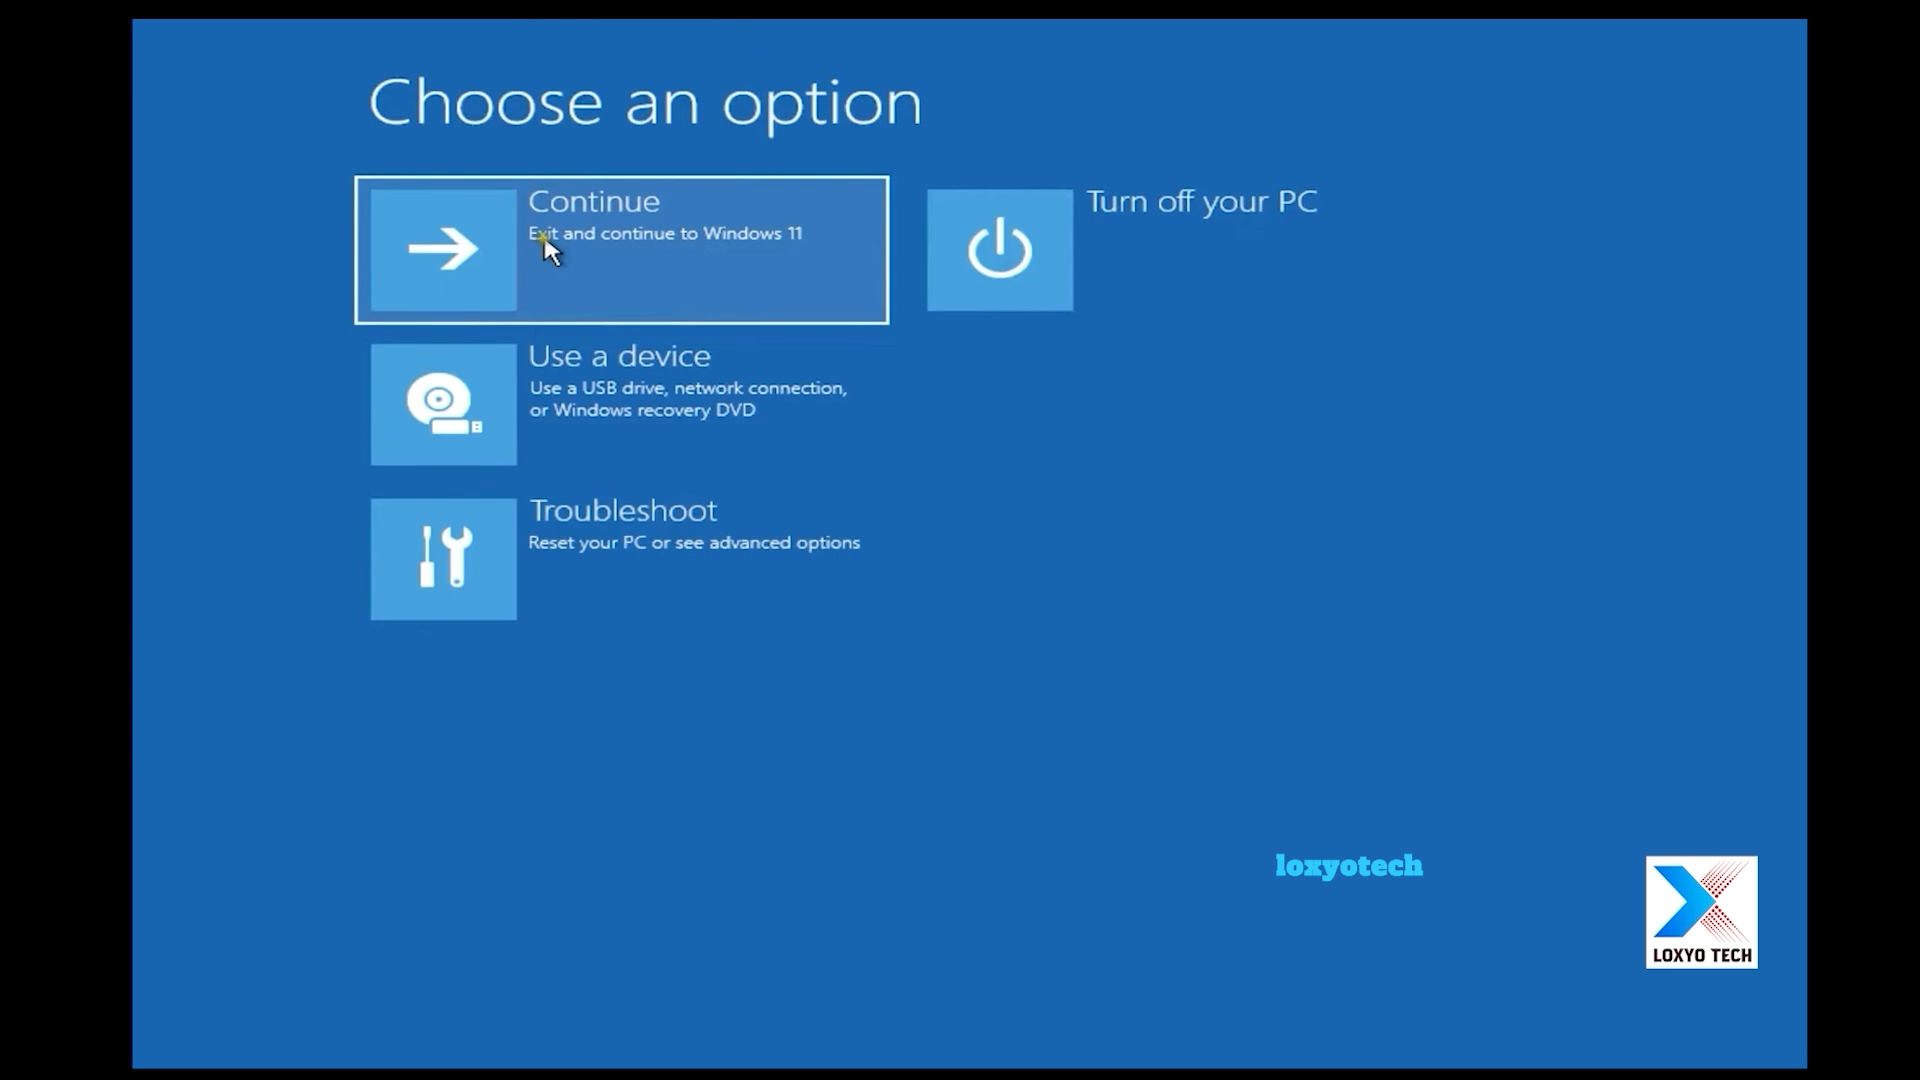 Choose an option
Continue
Exit and continue to Windows 11
Turn off your PC
Use a device
Use a USB drive, network connection,
or Windows recovery DVD
Troubleshoot
Reset your PC or see advanced options
loxyotech
LOXYO TECH